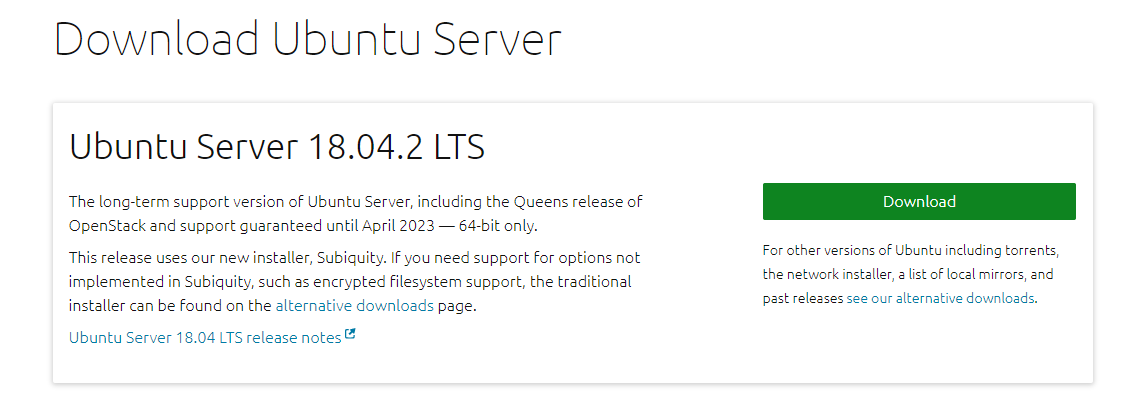 Download Ubuntu Server
Ubuntu Server 18.04.2 LTS
The long-term support version of Ubuntu Server, including the Queens release of
OpenStack and support guaranteed until April 2023 — 64-bit only.
This release uses our new installer, Subiquity. If you need support for options not
implemented in Subiquity, such as encrypted filesystem support, the traditional
installer can be found on the alternative downloads page.
Ubuntu Server 18.04 LTS release notes
Download
For other versions of Ubuntu including torrents,
the network installer, a list of local mirrors, and
past releases see our alternative downloads.